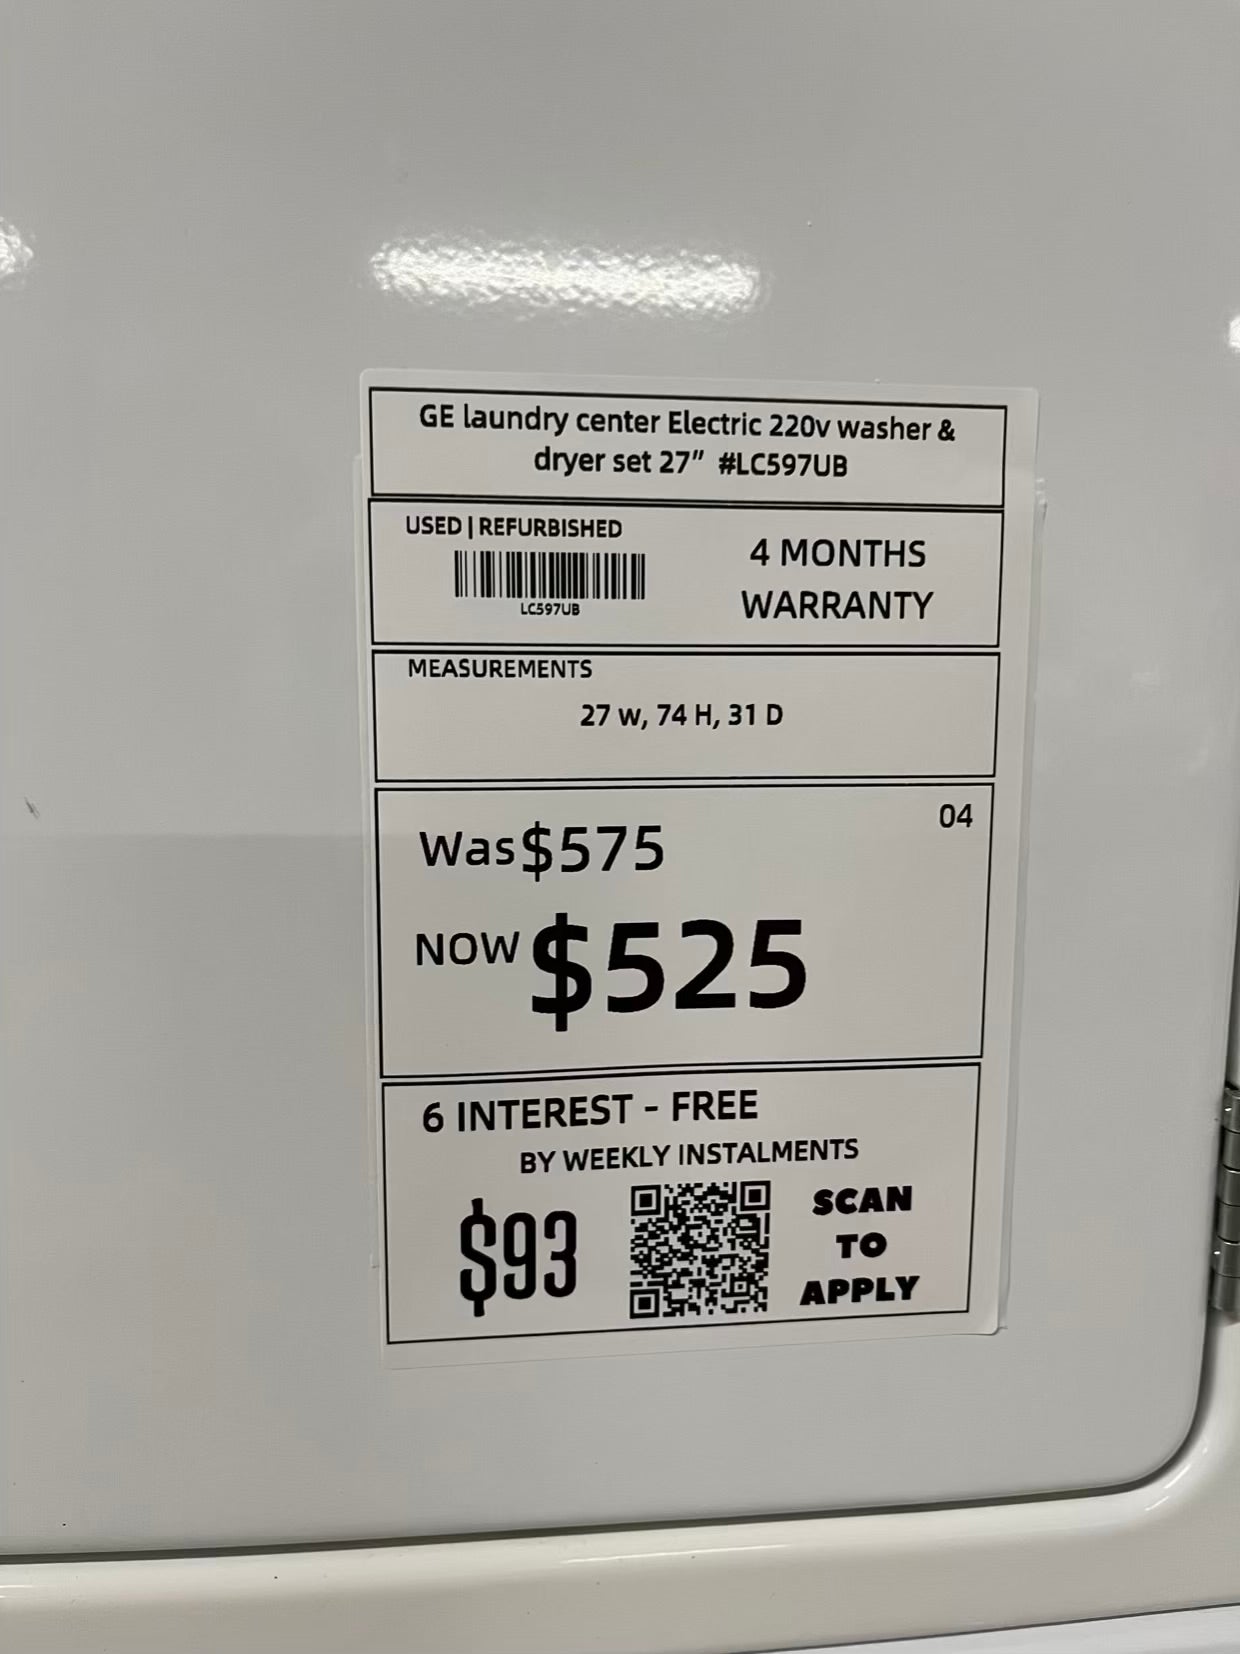 GE laundry center Electric 220v washer &
dryer set 27” #LC597UB
USED | REFURBISHED
LC597UB
4 MONTHS
WARRANTY
MEASUREMENTS
27 w, 74 H, 31 D
04
Was $575
NOW $525
6 INTEREST - FREE
BY WEEKLY INSTALMENTS
$93
SCAN
TO
APPLY